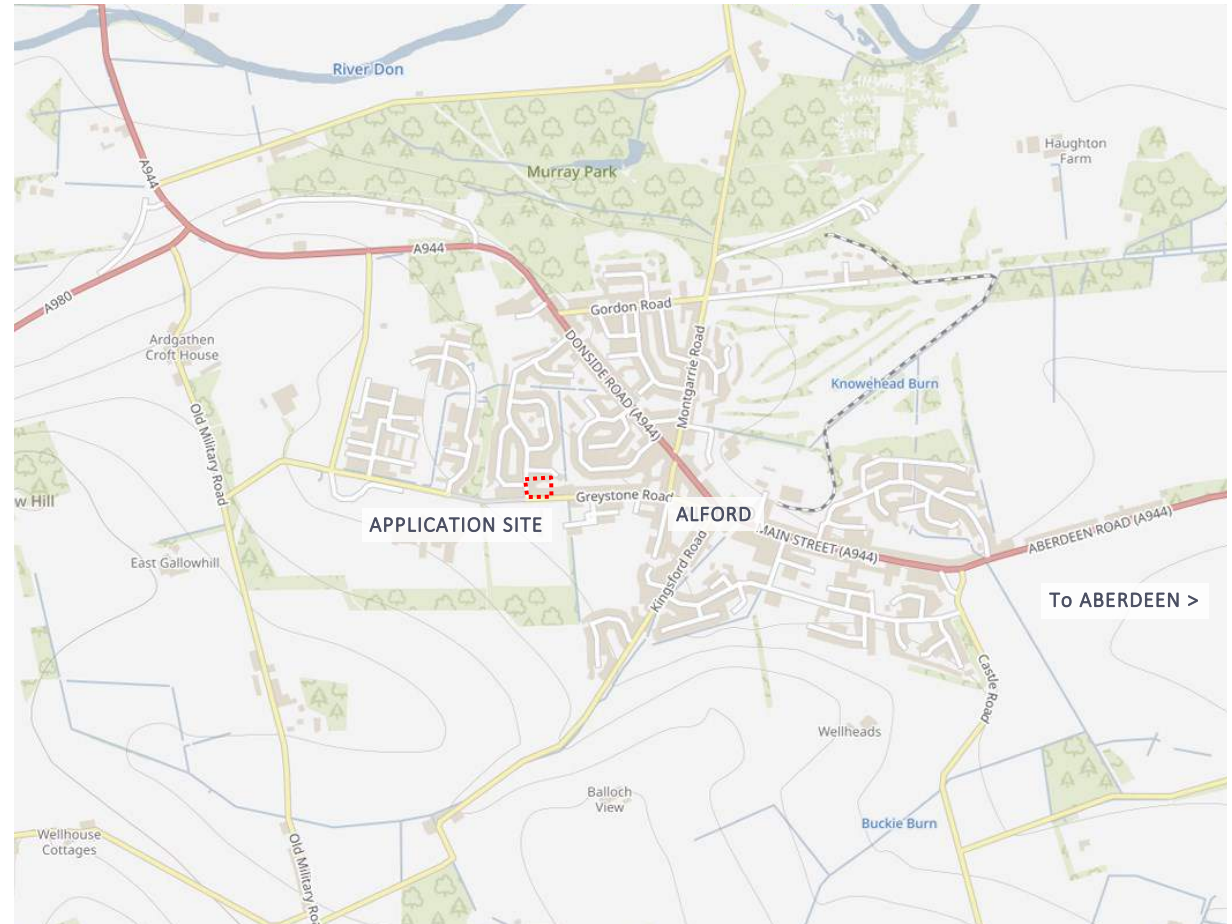 River Don
A944
Haughton
Farm
Murray Park
A944
A980
Gordon Road
Ardgathen
Croft House
DONSIDE ROAD (A944)
Montgarrie Road
Knowehead Burn
Old Military Road
w Hill
Greystone Road
APPLICATION SITE
ALFORD
MAIN STREET (A944)
ABERDEEN ROAD (A944)
East Gallowhill
Kingsford Road
To ABERDEEN >
Castle Road
Wellheads
Balloch
View
Buckie Burn
Wellhouse
Cottages
Old Military Roa